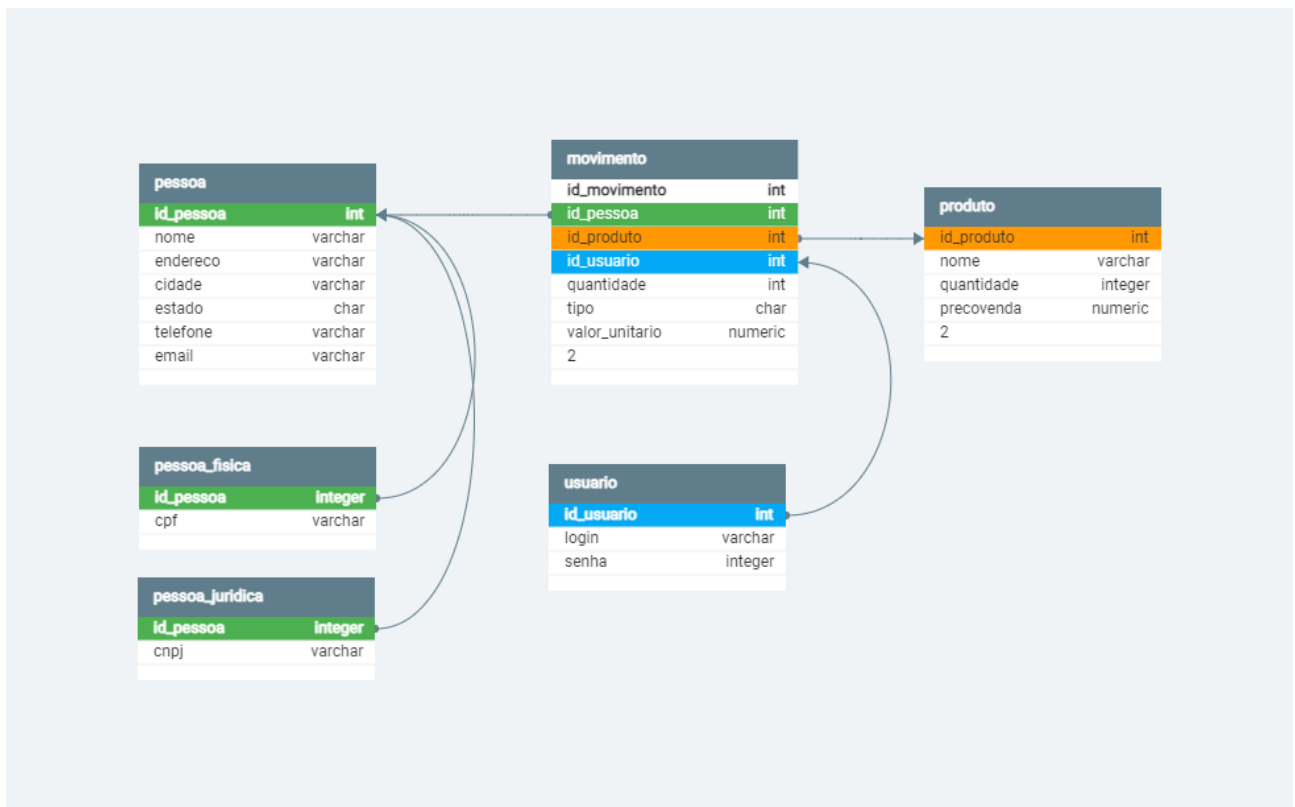 pessoa
id_pessoa int
nome varchar
endereco varchar
cidade varchar
estado char
telefone varchar
email varchar
movimento
id_movimento int
id_pessoa int
id_produto int
id_usuario int
quantidade int
tipo char
valor_unitario numeric
2
produto
id_produto int
nome varchar
quantidade integer
precovenda numeric
2
pessoa_fisica
id_pessoa integer
cpf varchar
usuario
id_usuario int
login varchar
senha integer
pessoa_juridica
id_pessoa integer
cnpj varchar